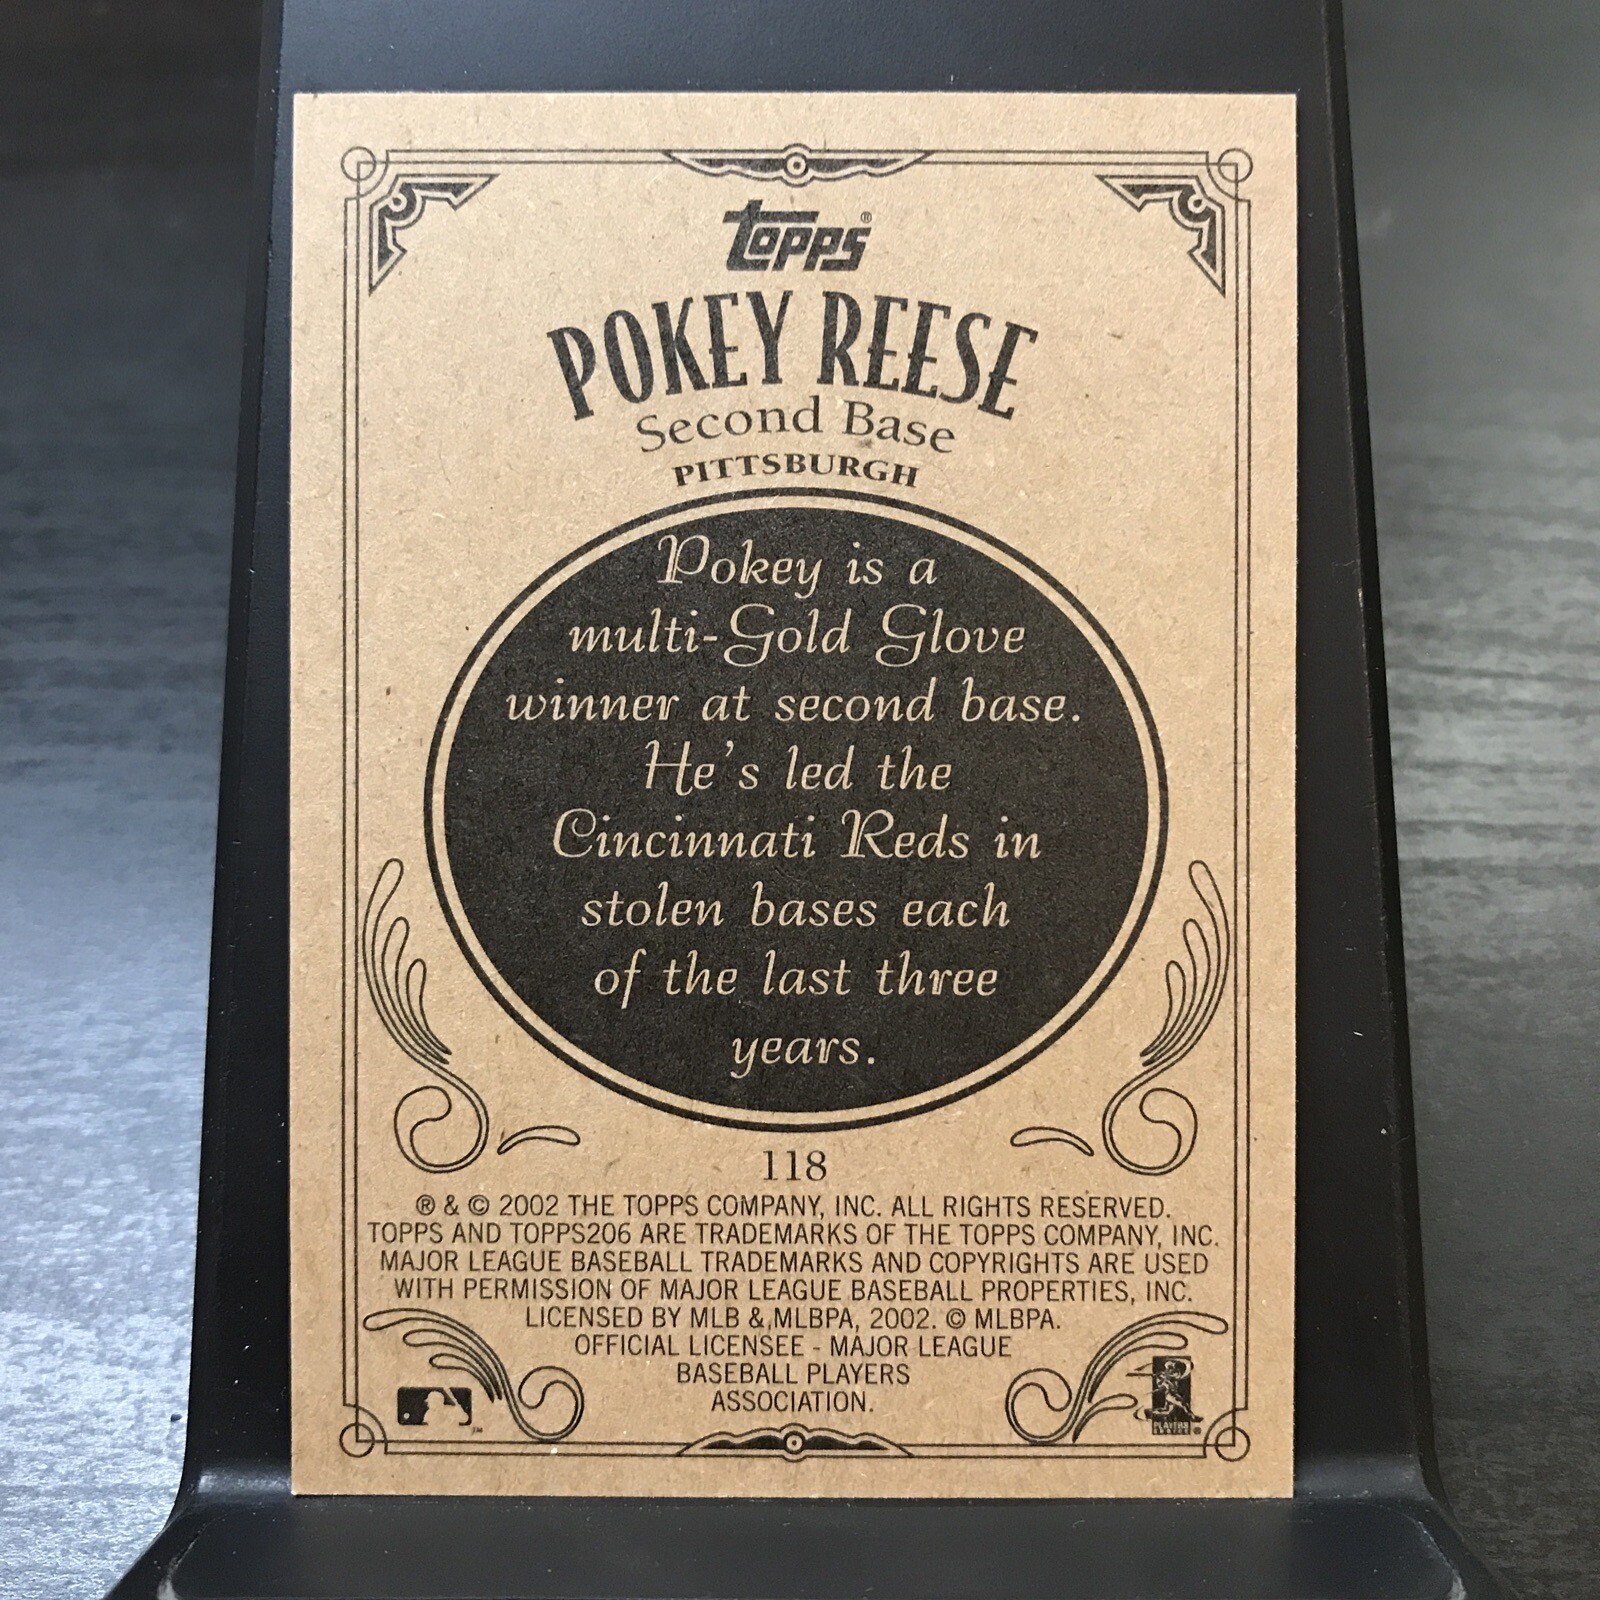 topps®
POKEY REESE
Second Base
PITTSBURGH
Pokey is a
multi-Gold Glove
winner at second base.
He's led the
Cincinnati Reds in
stolen bases each
of the last three
years.
118
® & © 2002 THE TOPPS COMPANY, INC. ALL RIGHTS RESERVED.
TOPPS AND TOPPS206 ARE TRADEMARKS OF THE TOPPS COMPANY, INC.
MAJOR LEAGUE BASEBALL TRADEMARKS AND COPYRIGHTS ARE USED
WITH PERMISSION OF MAJOR LEAGUE BASEBALL PROPERTIES, INC.
LICENSED BY MLB & MLBPA, 2002. © MLBPA.
OFFICIAL LICENSEE - MAJOR LEAGUE
BASEBALL PLAYERS
ASSOCIATION.
TM
PLAYERS
CHOICE ®